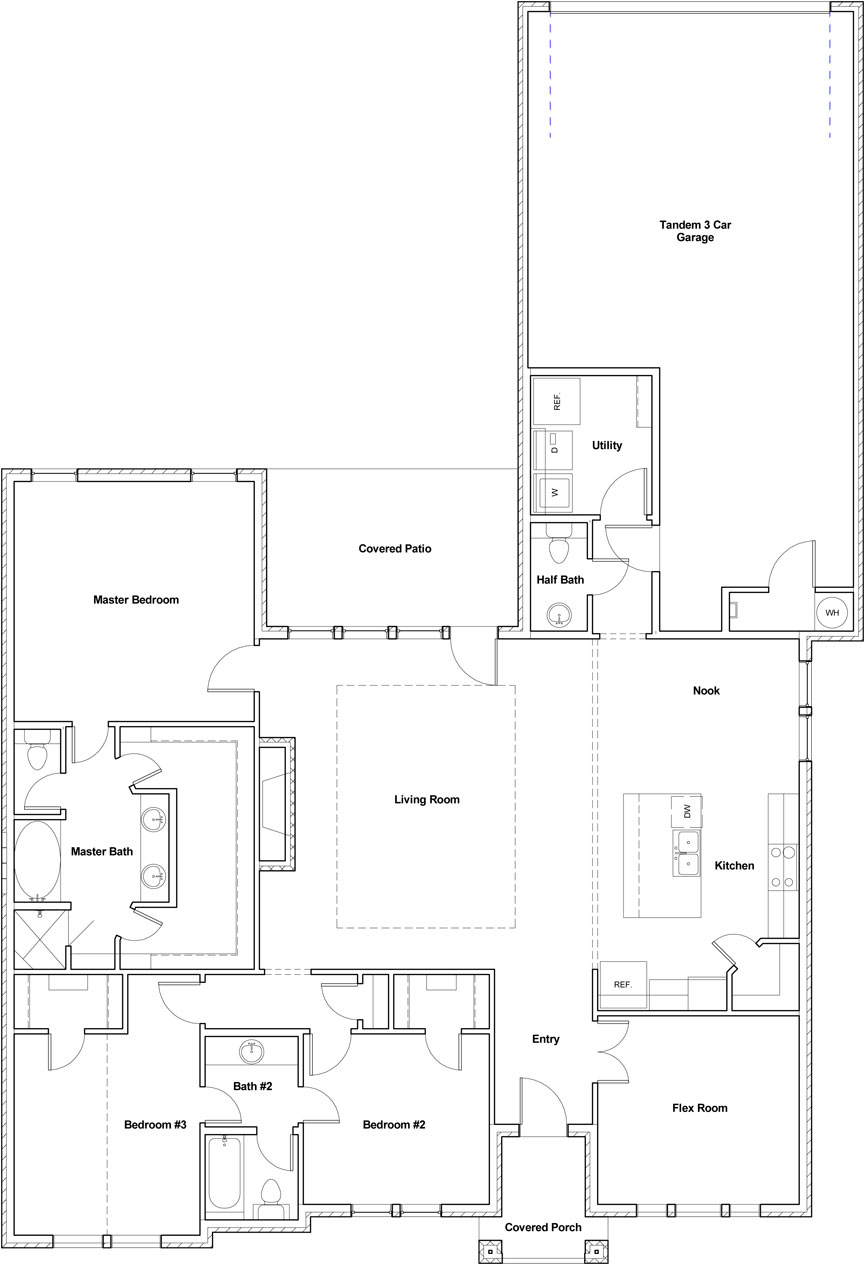 Tandem 3 Car
Garage
REF.
Utility
D
W
Covered Patio
Half Bath
Master Bedroom
WH
Nook
Living Room
DW
Master Bath
Kitchen
REF.
Entry
Bath #2
Flex Room
Bedroom #3
Bedroom #2
Covered Porch